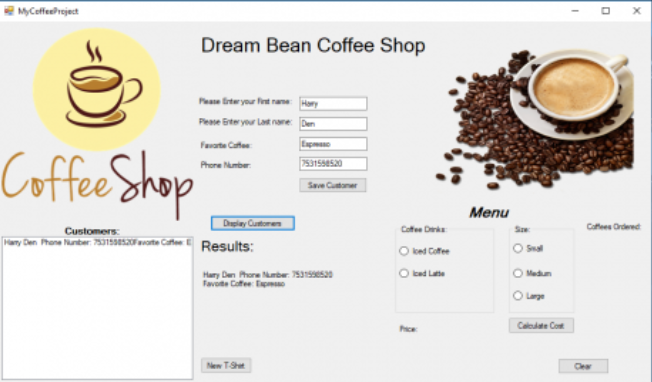 MyCoffeeProject
Dream Bean Coffee Shop
Please Enter your First name: Harry
Please Enter your Last name: Den
Favorite Coffee: Espresso
Phone Number: 7531598520
Save Customer
CoffeeShop
Display Customers
Menu
Customers:
Harry Den Phone Number: 7531598520Favorite Coffee: E
Results:
Harry Den Phone Number: 7531598520
Favorite Coffee: Espresso
Coffee Drinks:
Iced Coffee
Iced Latte
Size:
Small
Medium
Large
Coffees Ordered:
Price:
Calculate Cost
New T-Shirt
Clear